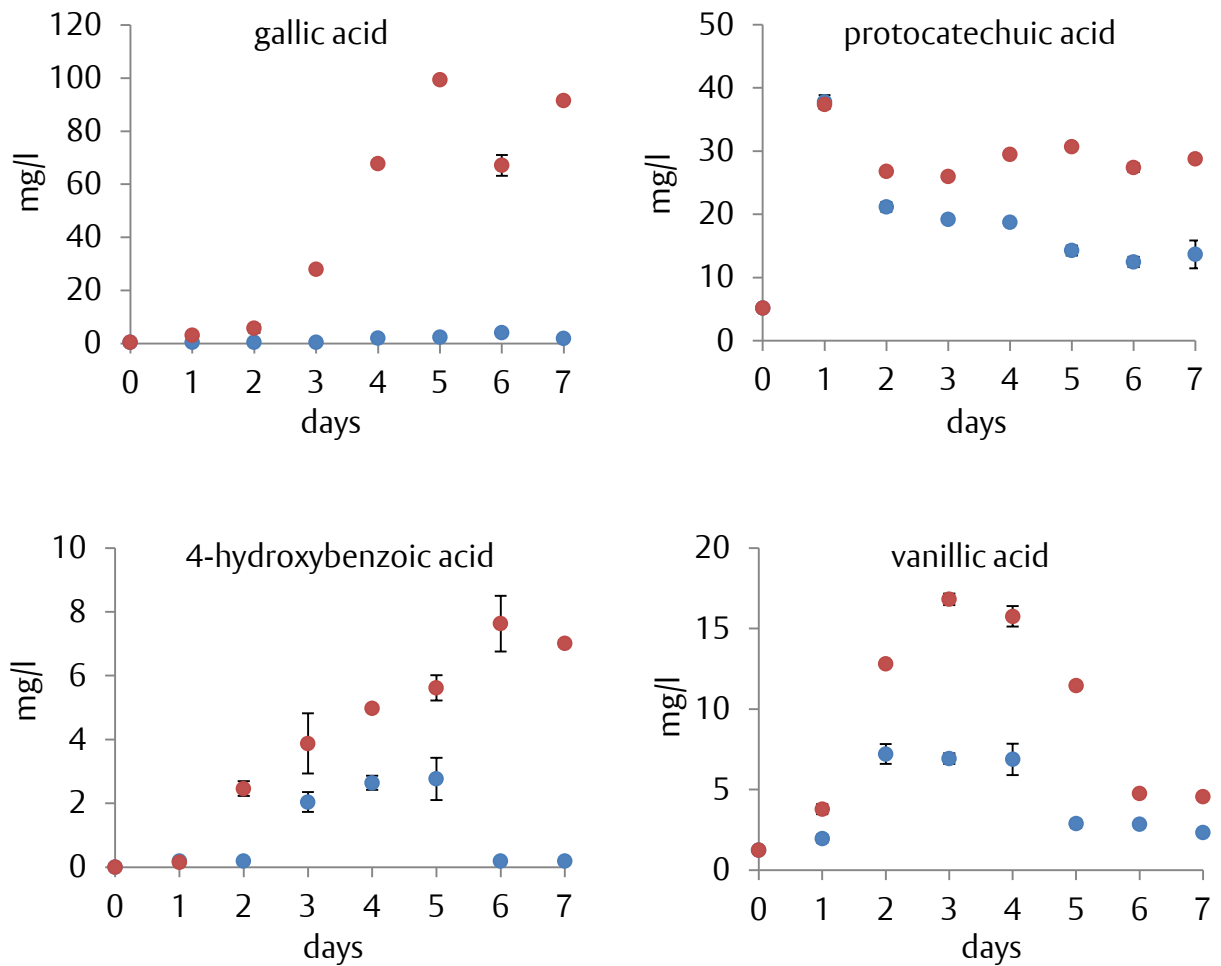 gallic acid
120
100
80
60
40
20
0
mg/l
0 1 2 3 4 5 6 7
days
protocatechuic acid
50
40
30
20
10
0
mg/l
0 1 2 3 4 5 6 7
days
4-hydroxybenzoic acid
10
8
6
4
2
0
mg/l
0 1 2 3 4 5 6 7
days
vanillic acid
20
15
10
5
0
mg/l
0 1 2 3 4 5 6 7
days